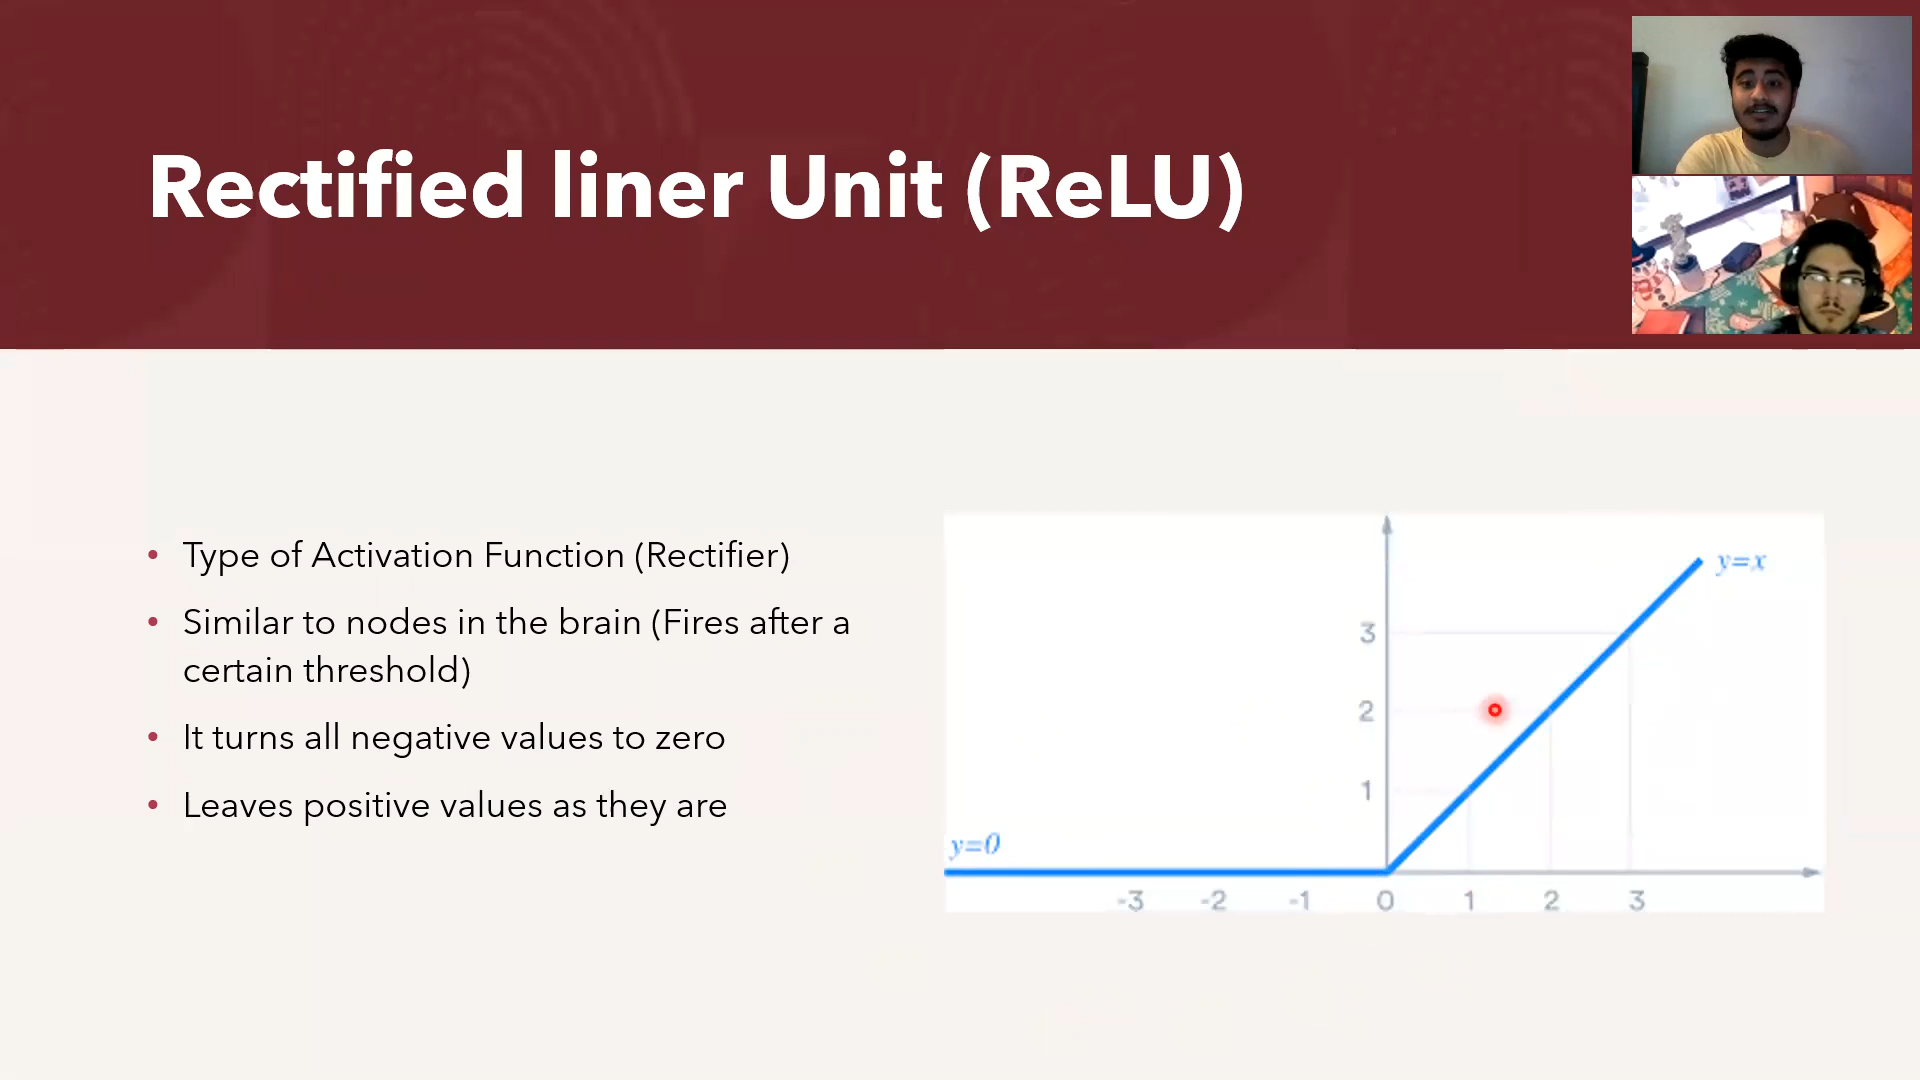 Rectified liner Unit (ReLU)
• Type of Activation Function (Rectifier)
• Similar to nodes in the brain (Fires after a
certain threshold)
• It turns all negative values to zero
• Leaves positive values as they are
y=x
3
2
1
y=0
-3 -2 -1 0 1 2 3